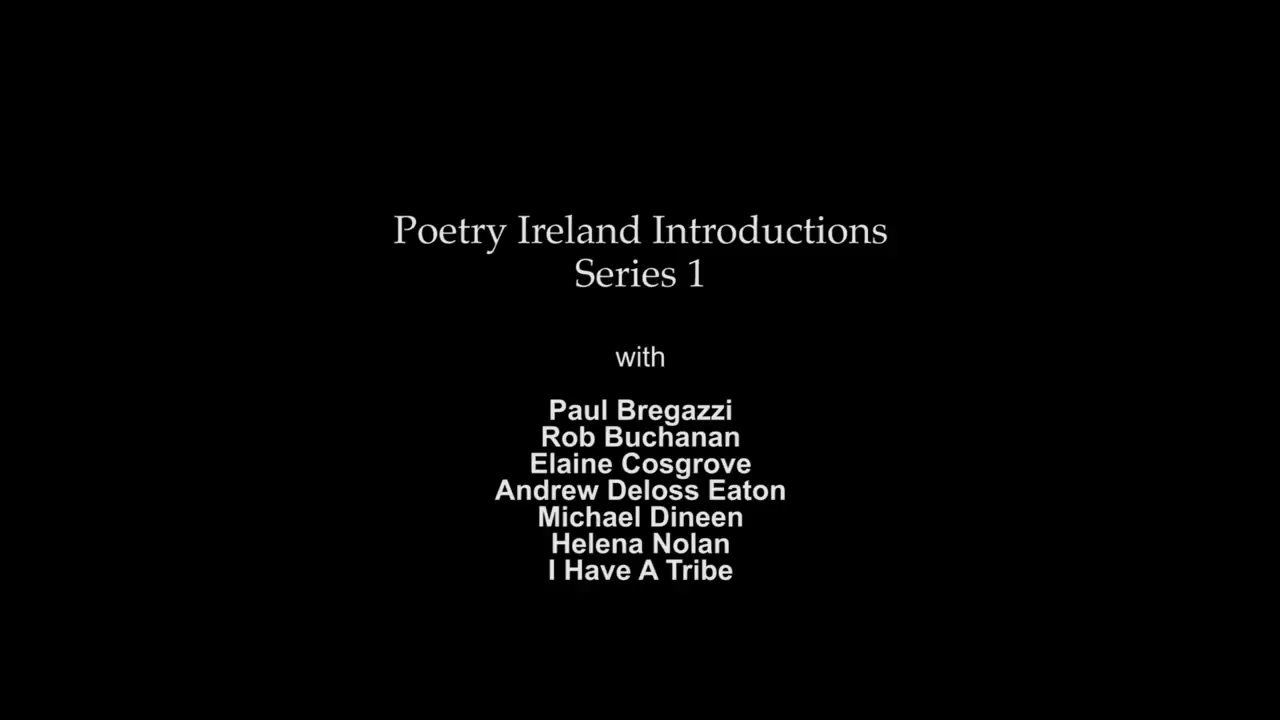 Poetry Ireland Introductions
Series 1
with
Paul Bregazzi
Rob Buchanan
Elaine Cosgrove
Andrew Deloss Eaton
Michael Dineen
Helena Nolan
I Have A Tribe